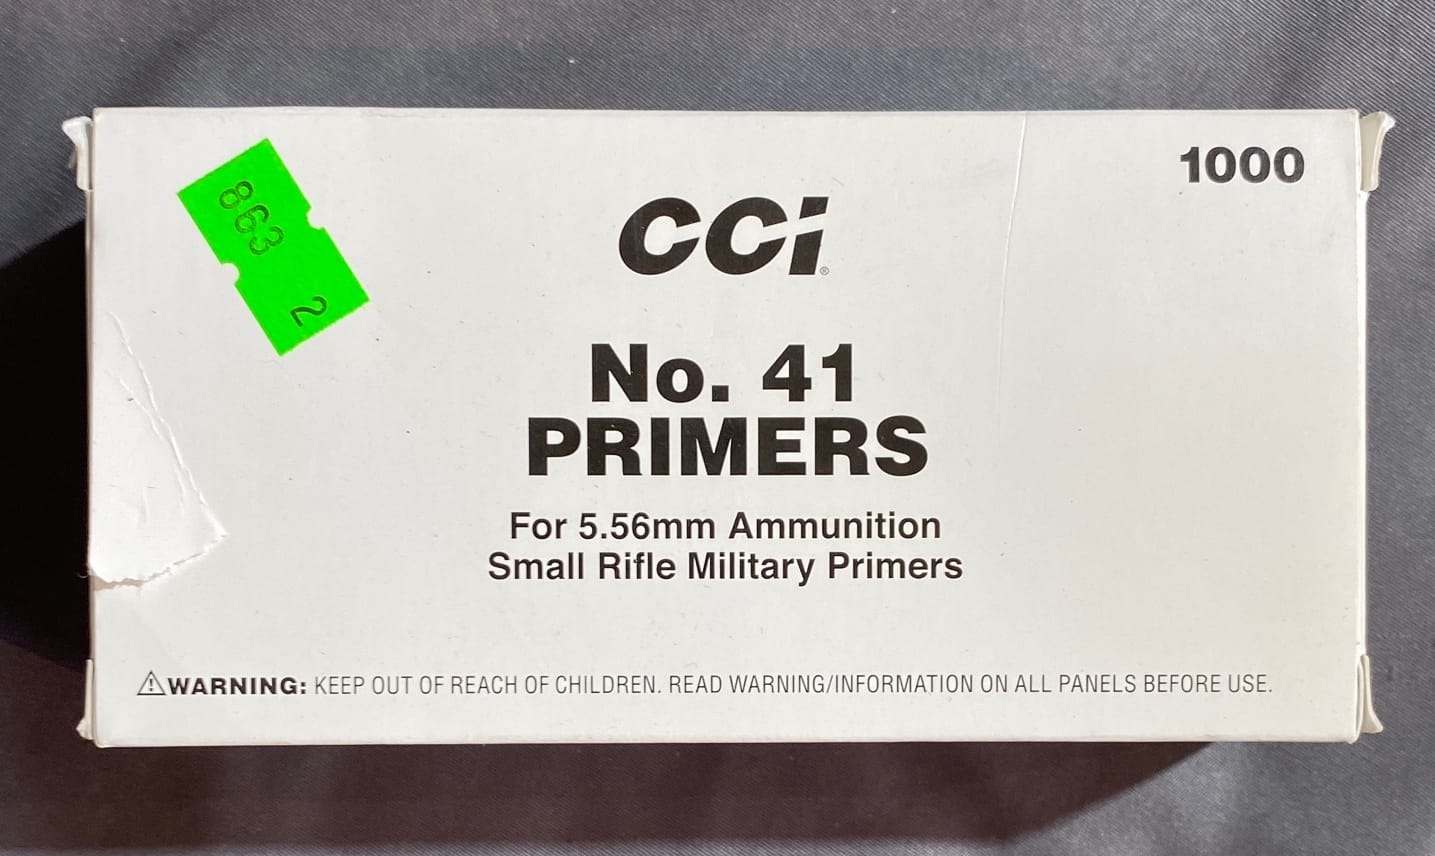 1000
863
2
CCI®
No. 41
PRIMERS
For 5.56mm Ammunition
Small Rifle Military Primers
⚠WARNING: KEEP OUT OF REACH OF CHILDREN. READ WARNING/INFORMATION ON ALL PANELS BEFORE USE.